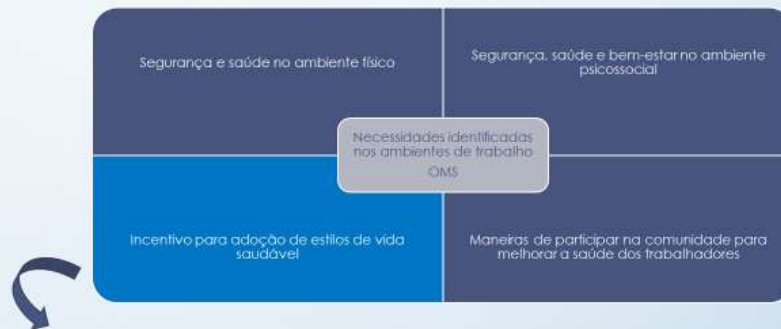 Segurança e saúde no ambiente físico
Segurança, saúde e bem-estar no ambiente
psicossocial
Necessidades identificadas
nos ambientes de trabalho
OMS
Incentivo para adoção de estilos de vida
saudável
Maneiras de participar na comunidade para
melhorar a saúde dos trabalhadores